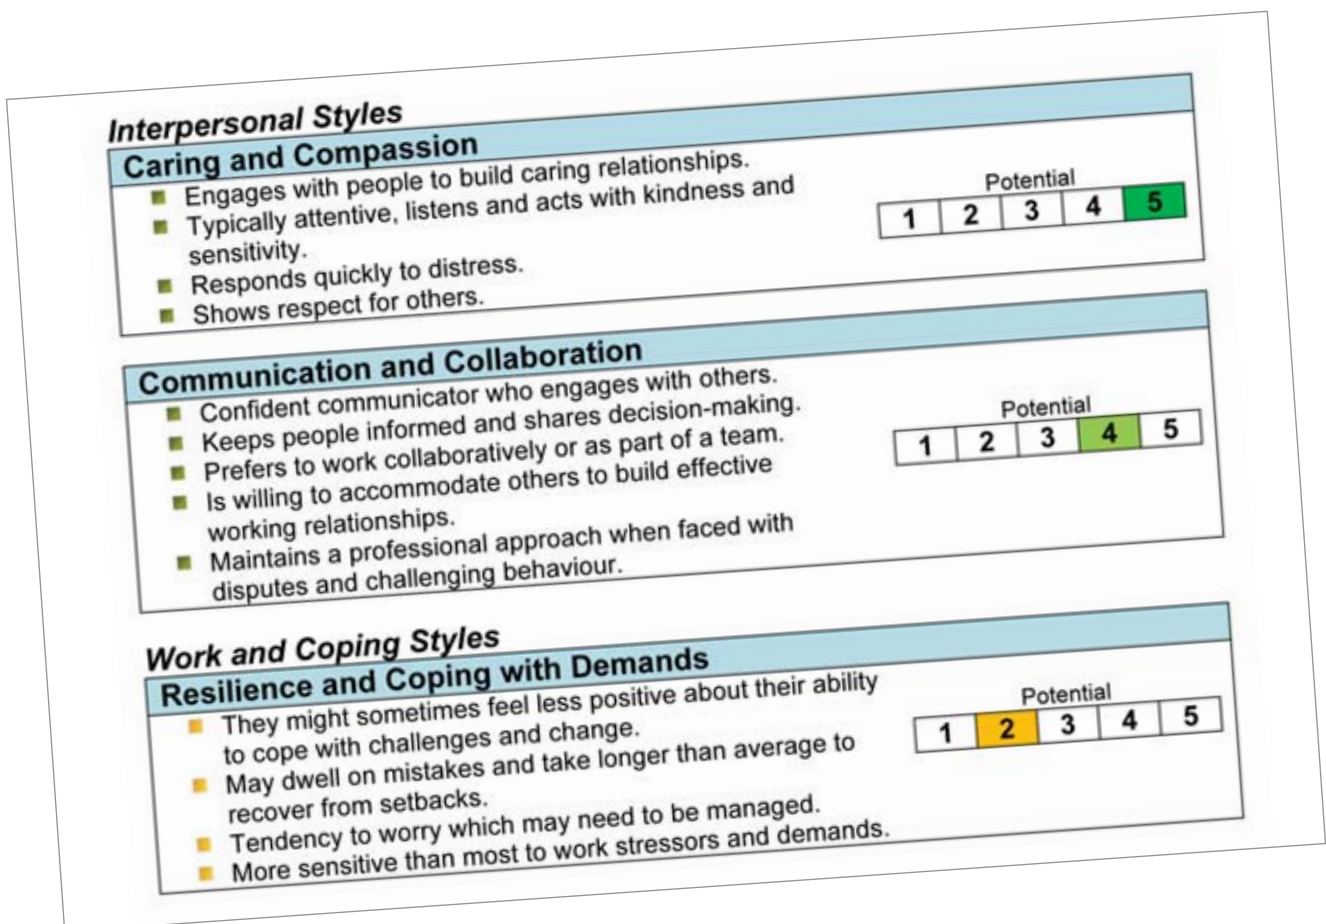 Interpersonal Styles
Caring and Compassion
Engages with people to build caring relationships.
Typically attentive, listens and acts with kindness and
sensitivity.
Responds quickly to distress.
Shows respect for others.
Potential
1 2 3 4 5
Communication and Collaboration
Confident communicator who engages with others.
Keeps people informed and shares decision-making.
Prefers to work collaboratively or as part of a team.
Is willing to accommodate others to build effective
working relationships.
Maintains a professional approach when faced with
disputes and challenging behaviour.
Potential
1 2 3 4 5
Work and Coping Styles
Resilience and Coping with Demands
They might sometimes feel less positive about their ability
to cope with challenges and change.
May dwell on mistakes and take longer than average to
recover from setbacks.
Tendency to worry which may need to be managed.
More sensitive than most to work stressors and demands.
Potential
1 2 3 4 5